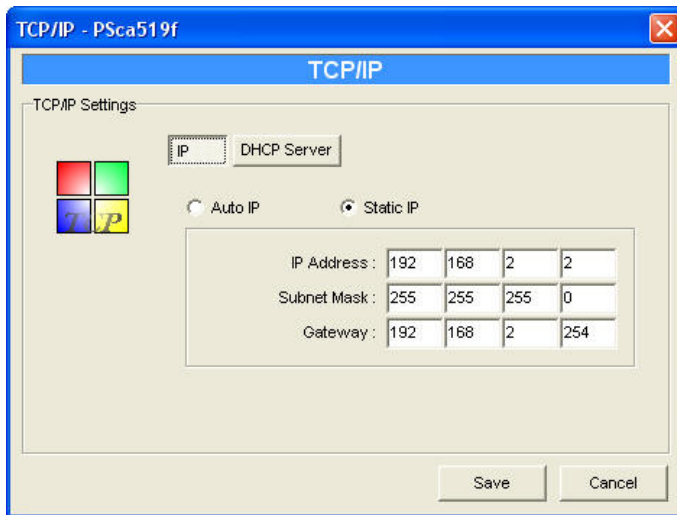 TCP/IP - PSca519f
TCP/IP
TCP/IP Settings
IP DHCP Server
TCP
Auto IP Static IP
IP Address : 192 168 2 2
Subnet Mask : 255 255 255 0
Gateway : 192 168 2 254
Save Cancel